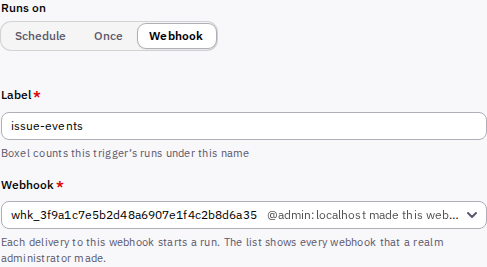 Runs on
Schedule Once Webhook
Label *
issue-events
Boxel counts this trigger's runs under this name
Webhook *
whk_3f9a1c7e5b2d48a6907e1f4c2b8d6a35 @admin:localhost made this web...
Each delivery to this webhook starts a run. The list shows every webhook that a realm
administrator made.